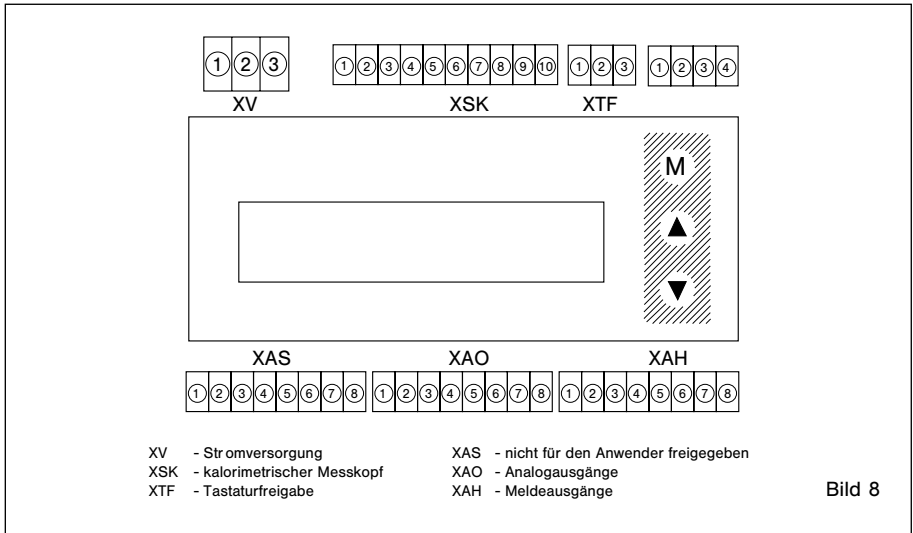 1 2 3 1 2 3 4 5 6 7 8 9 10 1 2 3 1 2 3 4
XV XSK XTF
M
▲
▼
XAS XAO XAH
1 2 3 4 5 6 7 8 1 2 3 4 5 6 7 8 1 2 3 4 5 6 7 8
XV - Stromversorgung
XSK - kalorimetrischer Messkopf
XTF - Tastaturfreigabe
XAS - nicht für den Anwender freigegeben
XAO - Analogausgänge
XAH - Meldeausgänge
Bild 8